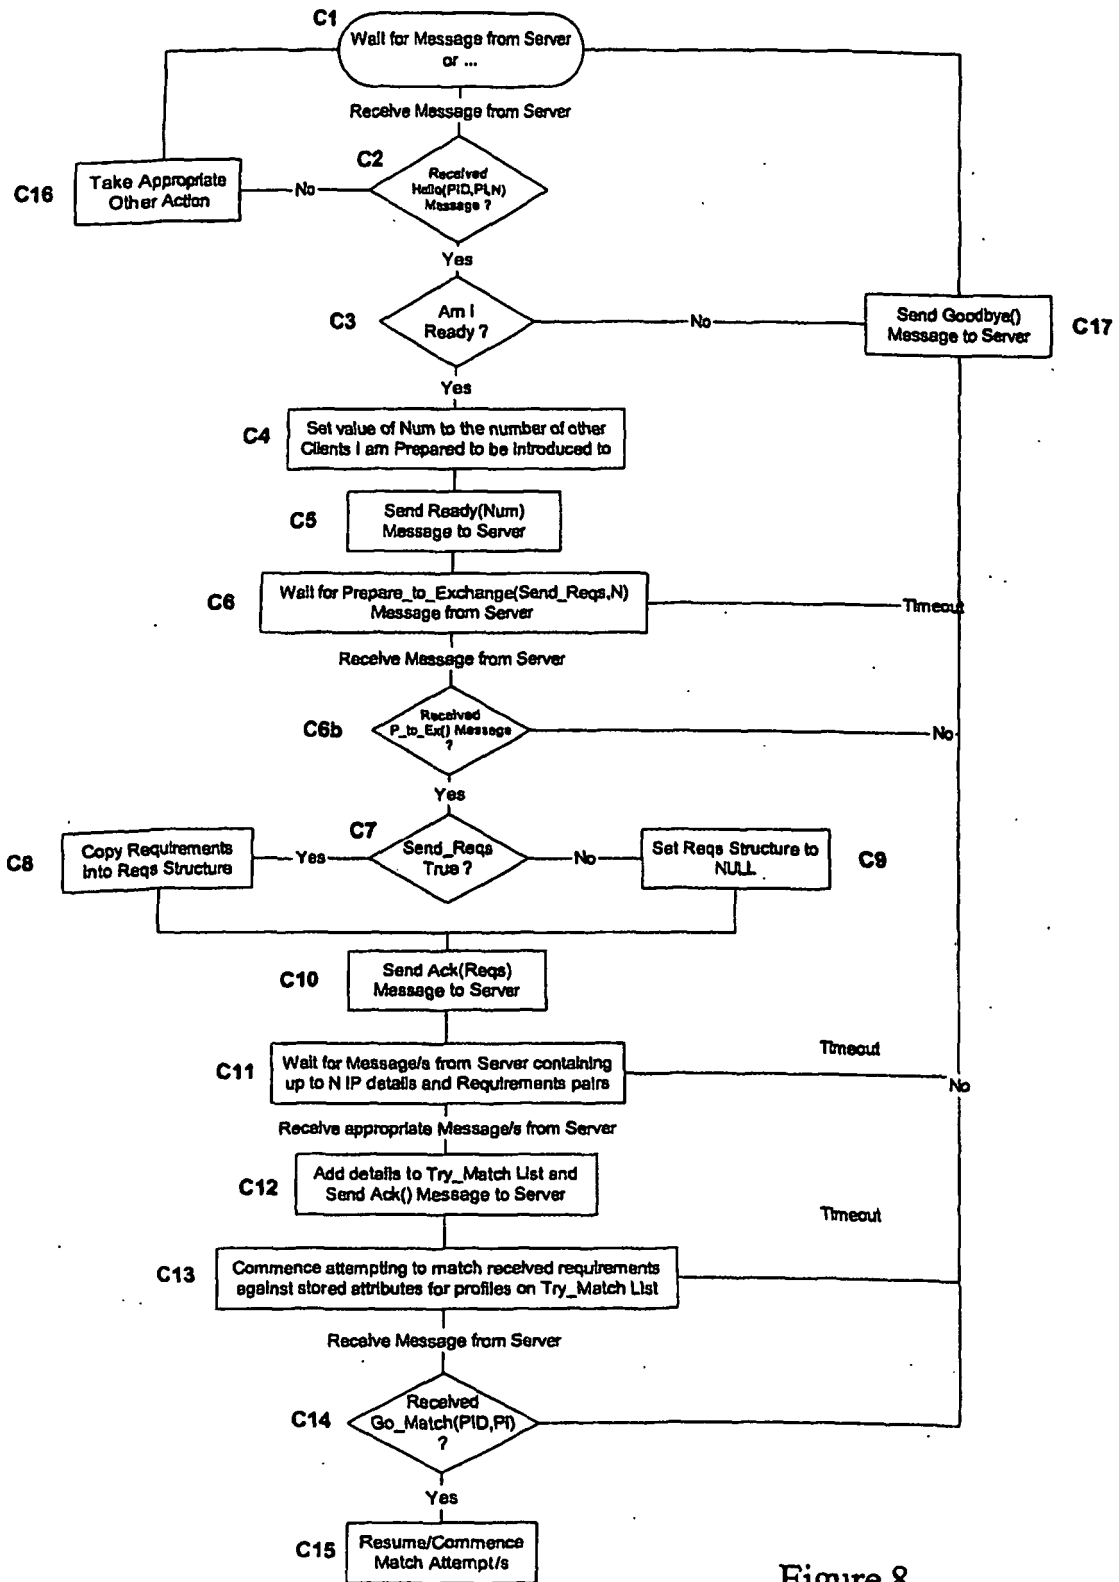 C1
Wait for Message from Server
or ...
Receive Message from Server
C2
Received
Hello(PID,PI,N)
Message ?
No
C16
Take Appropriate
Other Action
Yes
C3
Am I
Ready ?
No
Send Goodbye()
Message to Server
C17
Yes
C4
Set value of Num to the number of other
Clients I am Prepared to be introduced to
C5
Send Ready(Num)
Message to Server
C6
Wait for Prepare_to_Exchange(Send_Reqs,N)
Message from Server
Timeout
Receive Message from Server
C6b
Received
P_to_Ex() Message
?
No
Yes
C7
Send_Reqs
True ?
C8
Copy Requirements
into Reqs Structure
Yes
No
Set Reqs Structure to
NULL
C9
C10
Send Ack(Reqs)
Message to Server
C11
Wait for Message/s from Server containing
up to N IP details and Requirements pairs
Timeout
No
Receive appropriate Message/s from Server
C12
Add details to Try_Match List and
Send Ack() Message to Server
Timeout
C13
Commence attempting to match received requirements
against stored attributes for profiles on Try_Match List
Receive Message from Server
C14
Received
Go_Match(PID,PI)
?
Yes
C15
Resume/Commence
Match Attempt/s
Figure 8